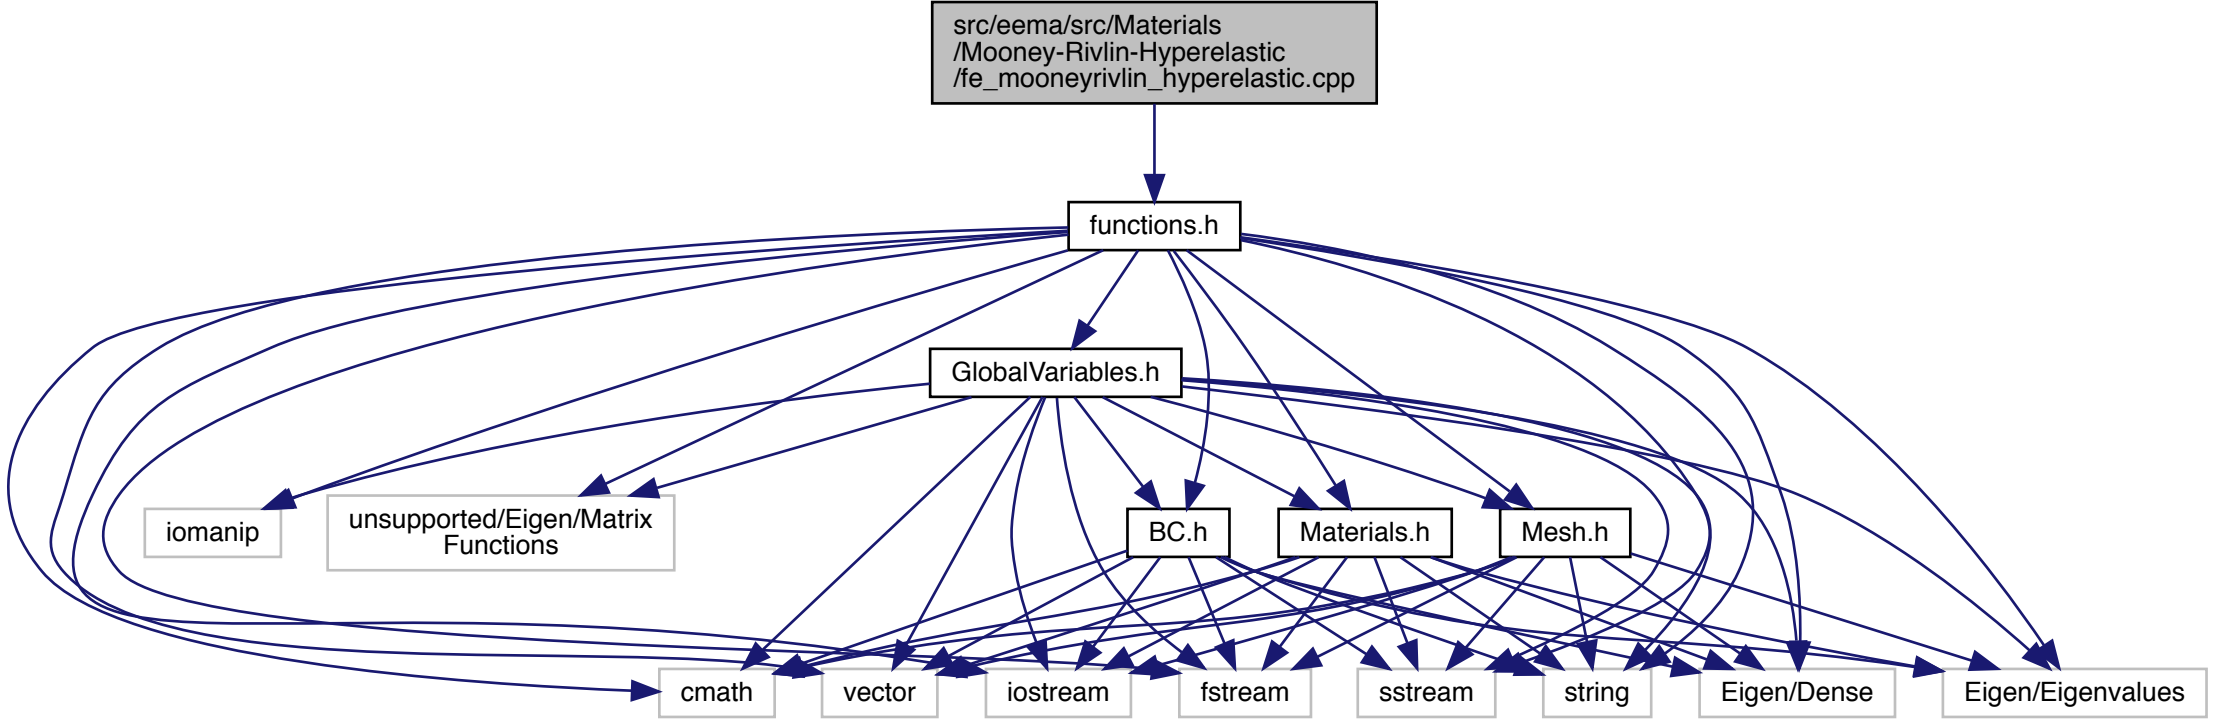 src/eema/src/Materials
/Mooney-Rivlin-Hyperelastic
/fe_mooneyrivlin_hyperelastic.cpp
functions.h
GlobalVariables.h
iomanip
unsupported/Eigen/Matrix
Functions
BC.h
Materials.h
Mesh.h
cmath
vector
iostream
fstream
sstream
string
Eigen/Dense
Eigen/Eigenvalues